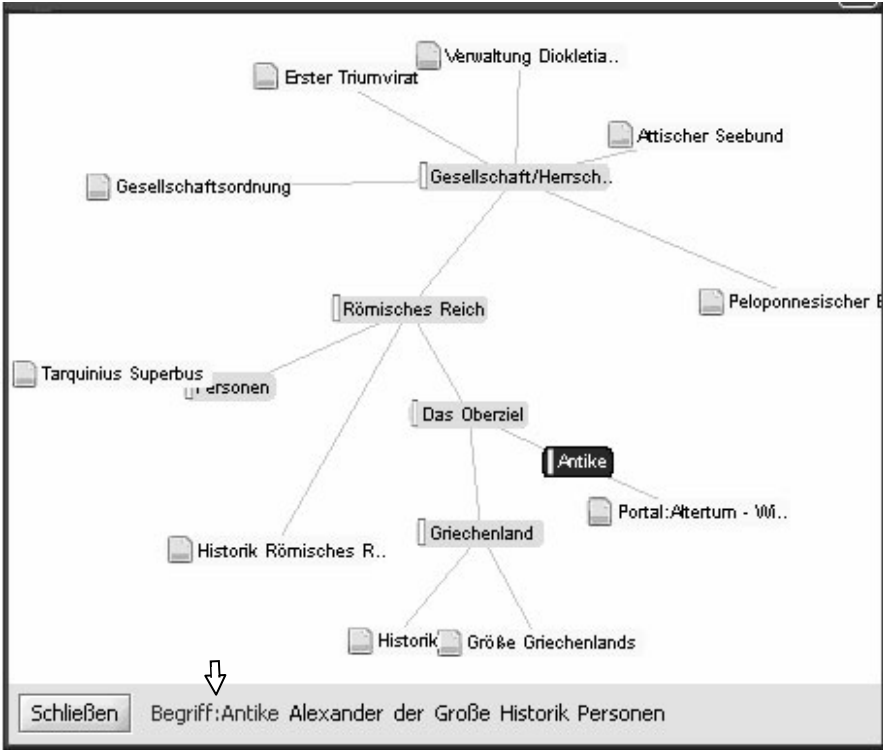 Verwaltung Diokletia..
Erster Triumvirat
Attischer Seebund
Gesellschaft/Herrsch..
Gesellschaftsordnung
Peloponnesischer
Römisches Reich
Tarquinius Superbus
Personen
Das Oberziel
Antike
Portal:Altertum - Wi..
Griechenland
Historik Römisches R..
Historik
Größe Griechenlands
Schließen
Begriff:Antike Alexander der Große Historik Personen